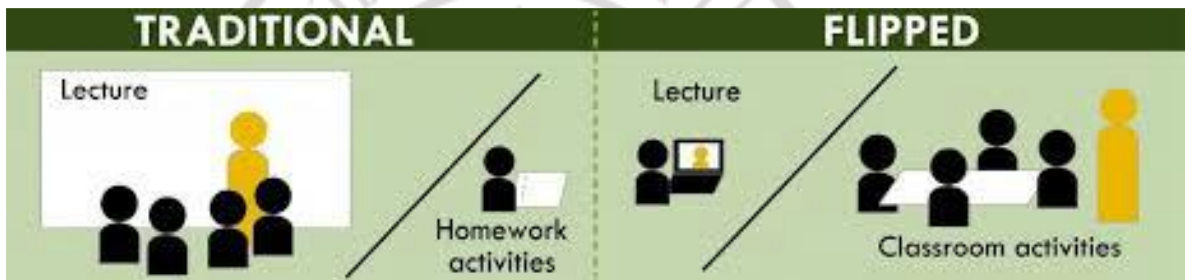 TRADITIONAL
Lecture
Homework
activities
FLIPPED
Lecture
Classroom activities